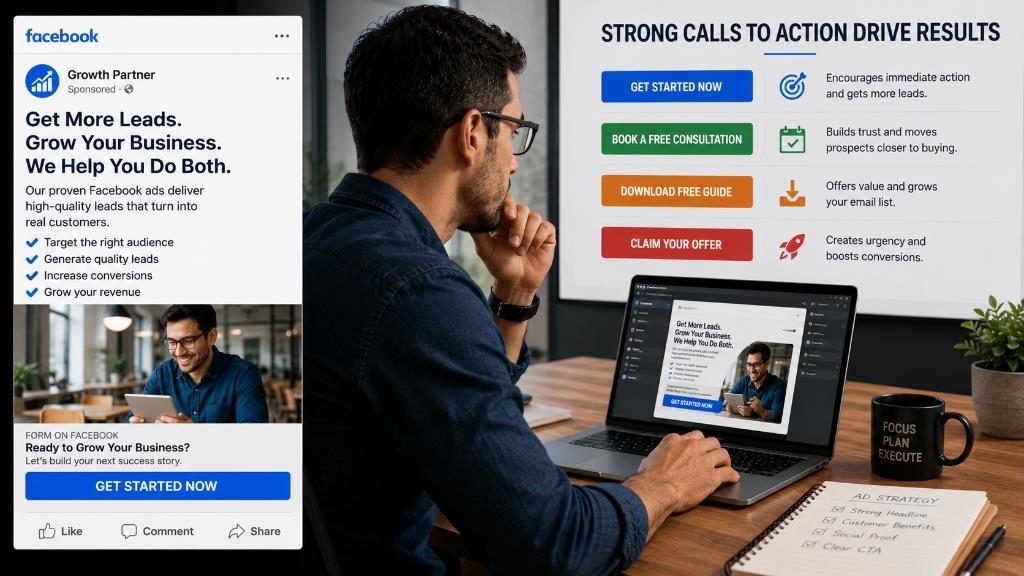 facebook
Growth Partner
Sponsored ·
Get More Leads.
Grow Your Business.
We Help You Do Both.
Our proven Facebook ads deliver
high-quality leads that turn into
real customers.
Target the right audience
Generate quality leads
Increase conversions
Grow your revenue
FORM ON FACEBOOK
Ready to Grow Your Business?
Let's build your next success story.
GET STARTED NOW
Like
Comment
Share
STRONG CALLS TO ACTION DRIVE RESULTS
GET STARTED NOW
Encourages immediate action
and gets more leads.
BOOK A FREE CONSULTATION
Builds trust and moves
prospects closer to buying.
DOWNLOAD FREE GUIDE
Offers value and grows
your email list.
CLAIM YOUR OFFER
Creates urgency and
boosts conversions.
Get More Leads.
Grow Your Business.
We Help You Do Both.
GET STARTED NOW
FOCUS
PLAN
EXECUTE
AD STRATEGY
Strong Headline
Customer Benefits
Social Proof
Clear CTA